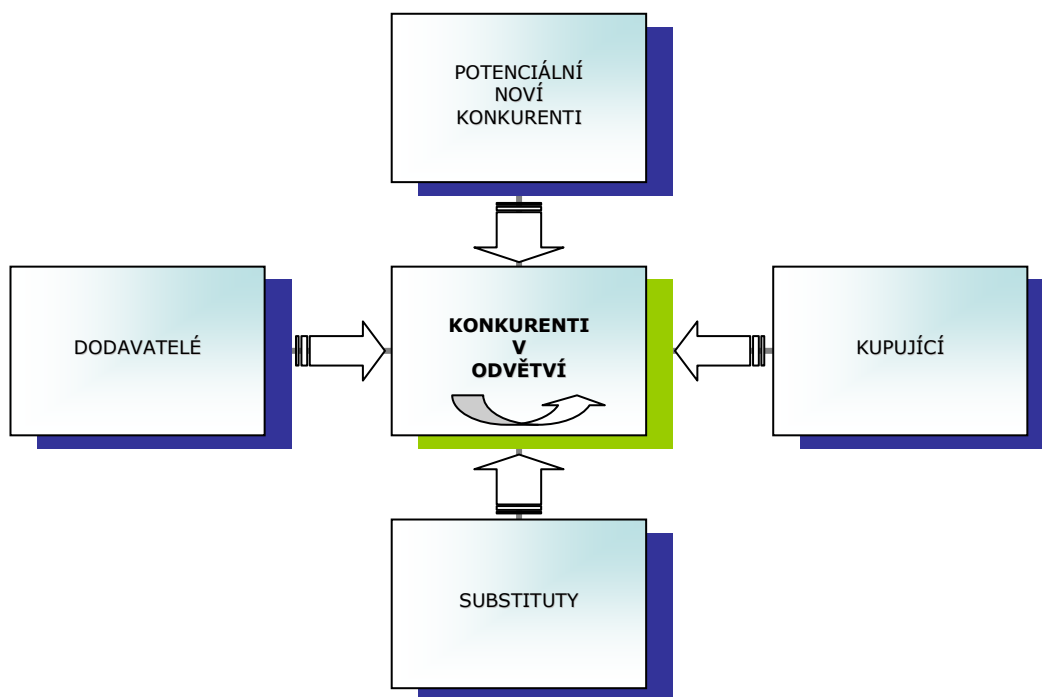 POTENCIÁLNÍ
NOVÍ
KONKURENTI
DODAVATELÉ
KONKURENTI
V
ODVĚTVÍ
KUPUJÍCÍ
SUBSTITUTY